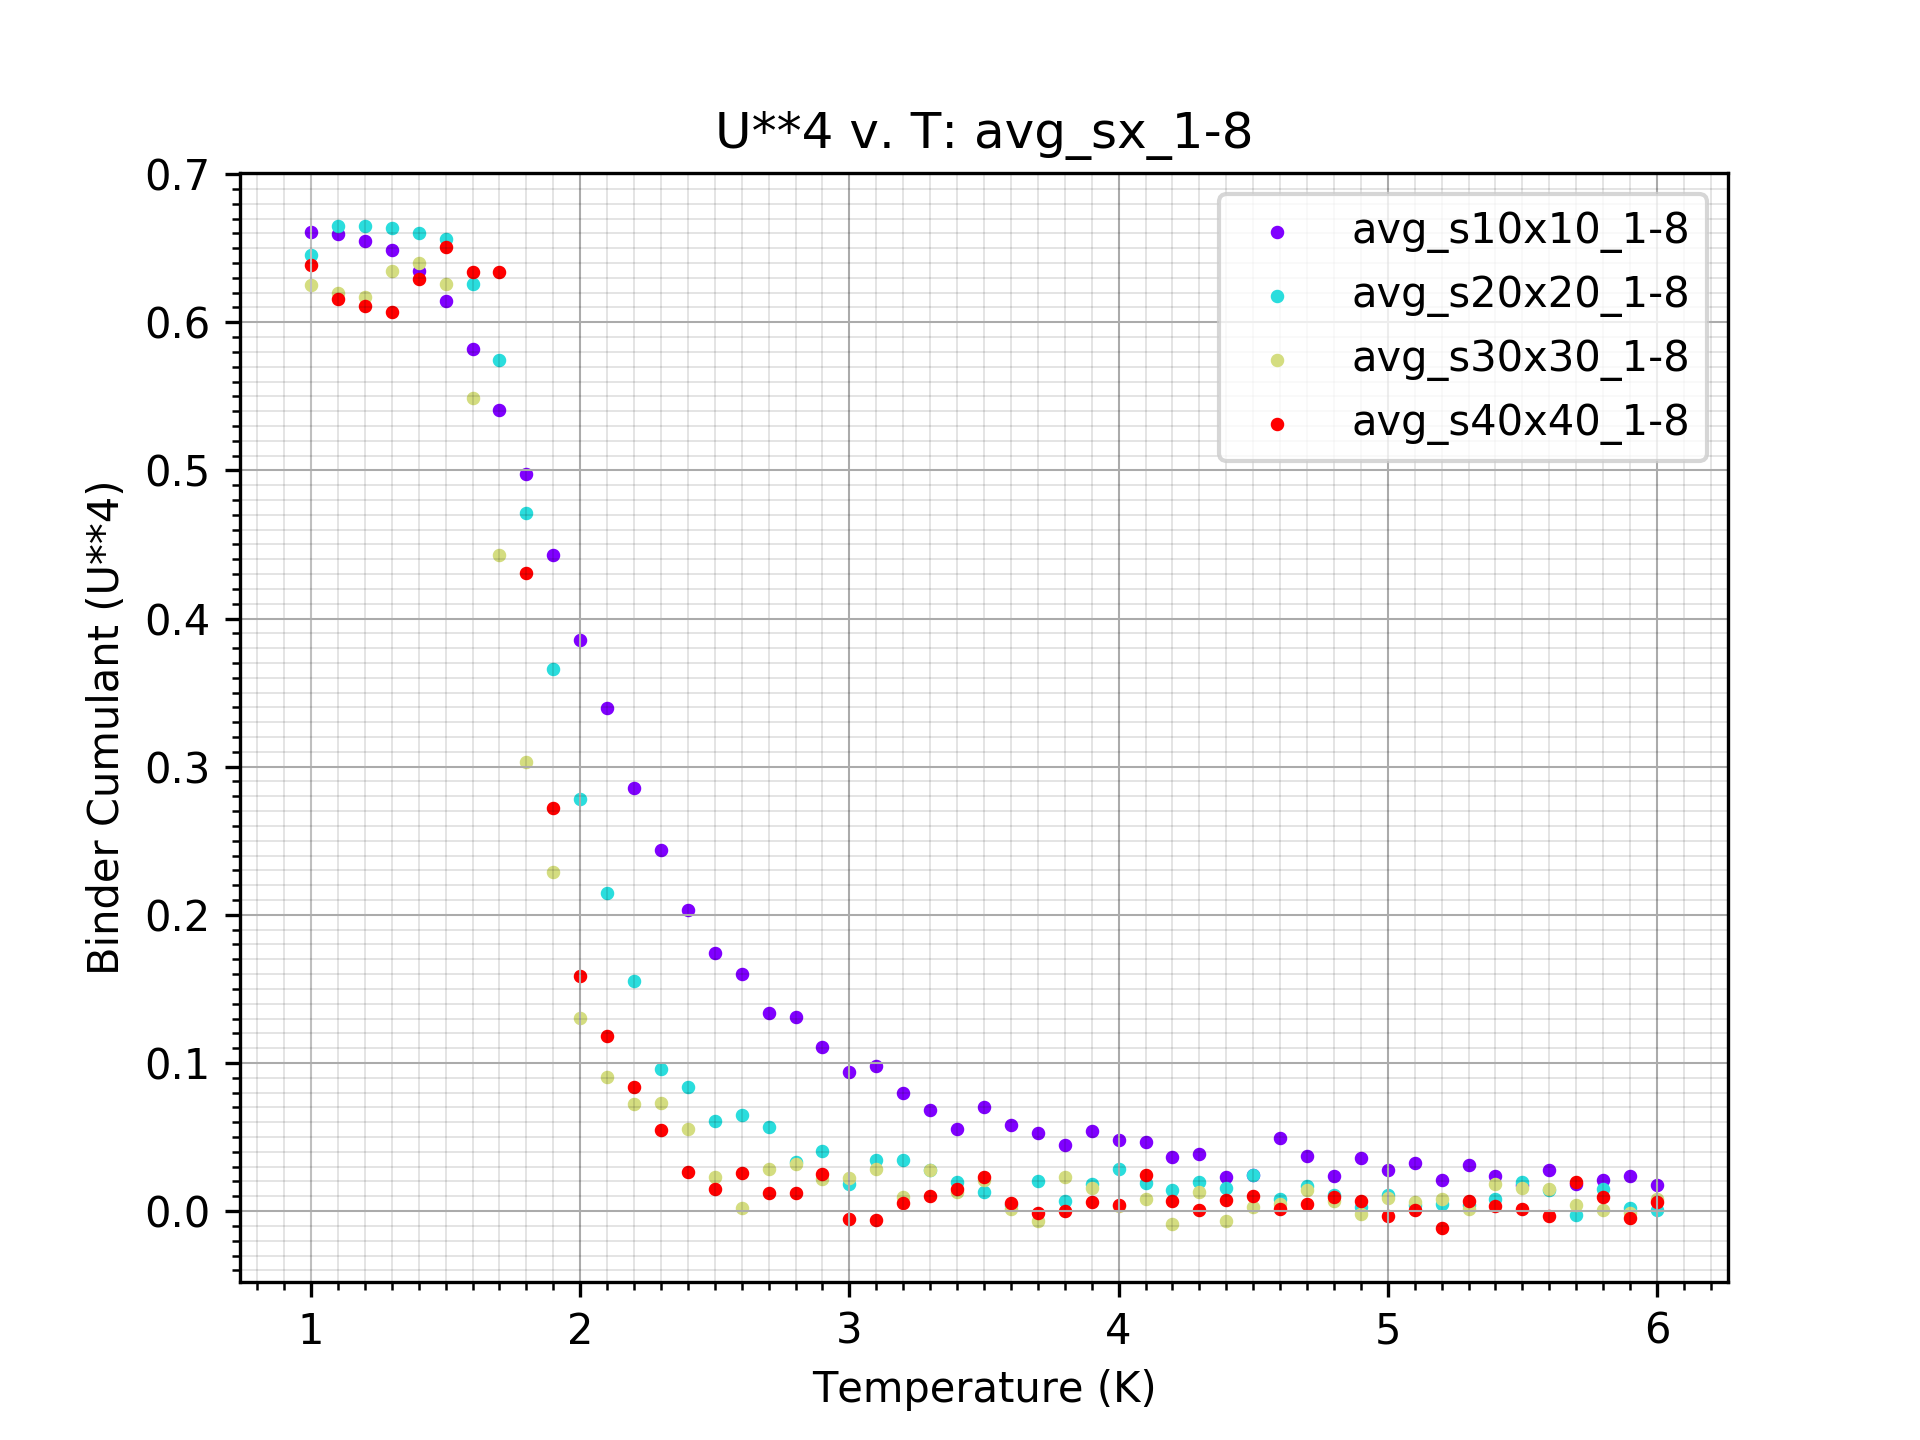 U**4 v. T: avg_sx_1-8
0.7
0.6
0.5
0.4
0.3
0.2
0.1
0.0
Binder Cumulant (U**4)
avg_s10x10_1-8
avg_s20x20_1-8
avg_s30x30_1-8
avg_s40x40_1-8
1 2 3 4 5 6
Temperature (K)